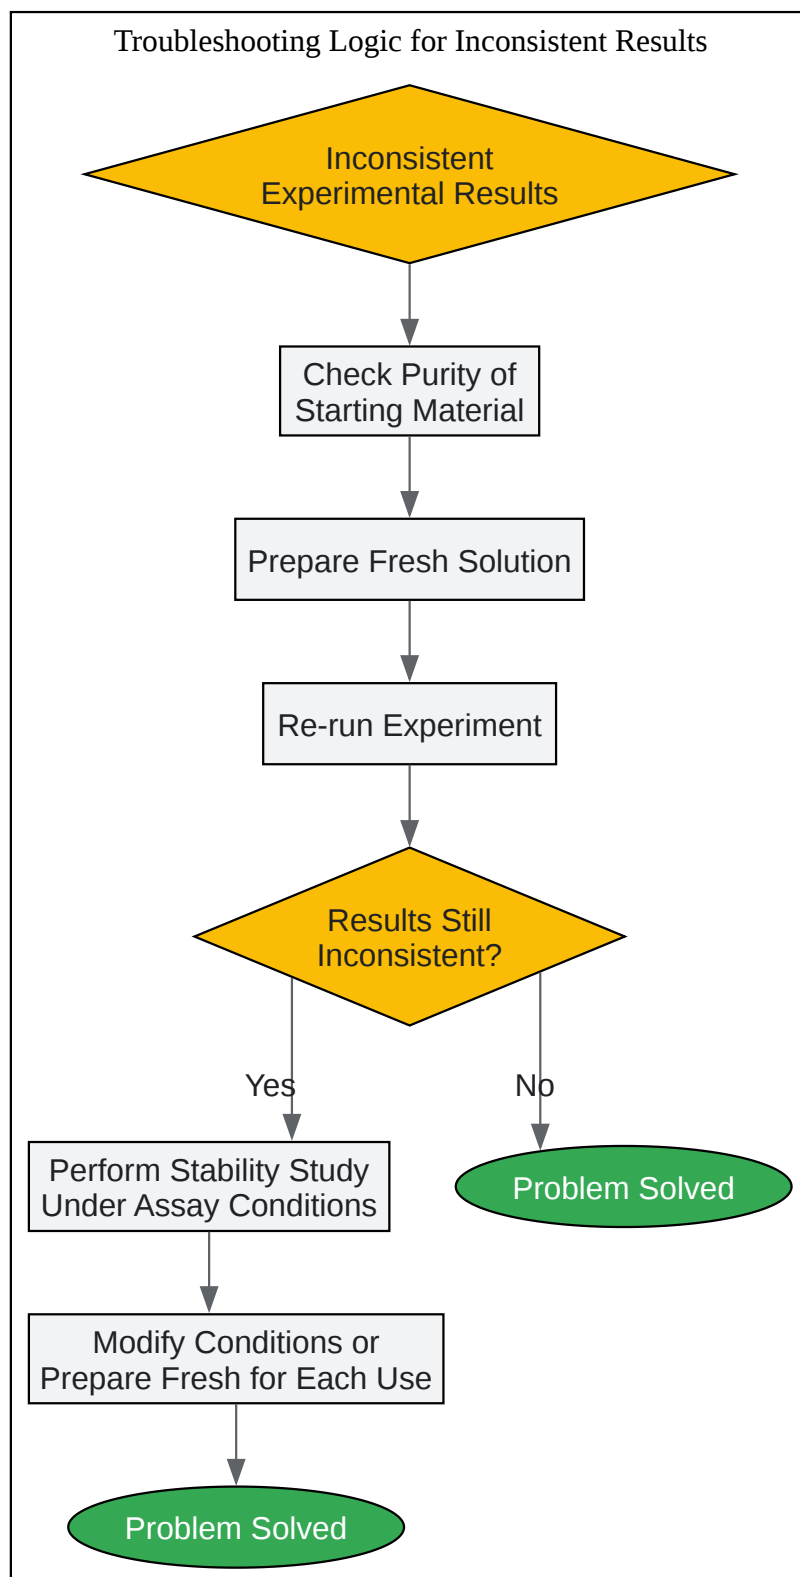 Troubleshooting Logic for Inconsistent Results
Inconsistent
Experimental Results
Check Purity of
Starting Material
Prepare Fresh Solution
Re-run Experiment
Results Still
Inconsistent?
Yes
No
Perform Stability Study
Under Assay Conditions
Problem Solved
Modify Conditions or
Prepare Fresh for Each Use
Problem Solved